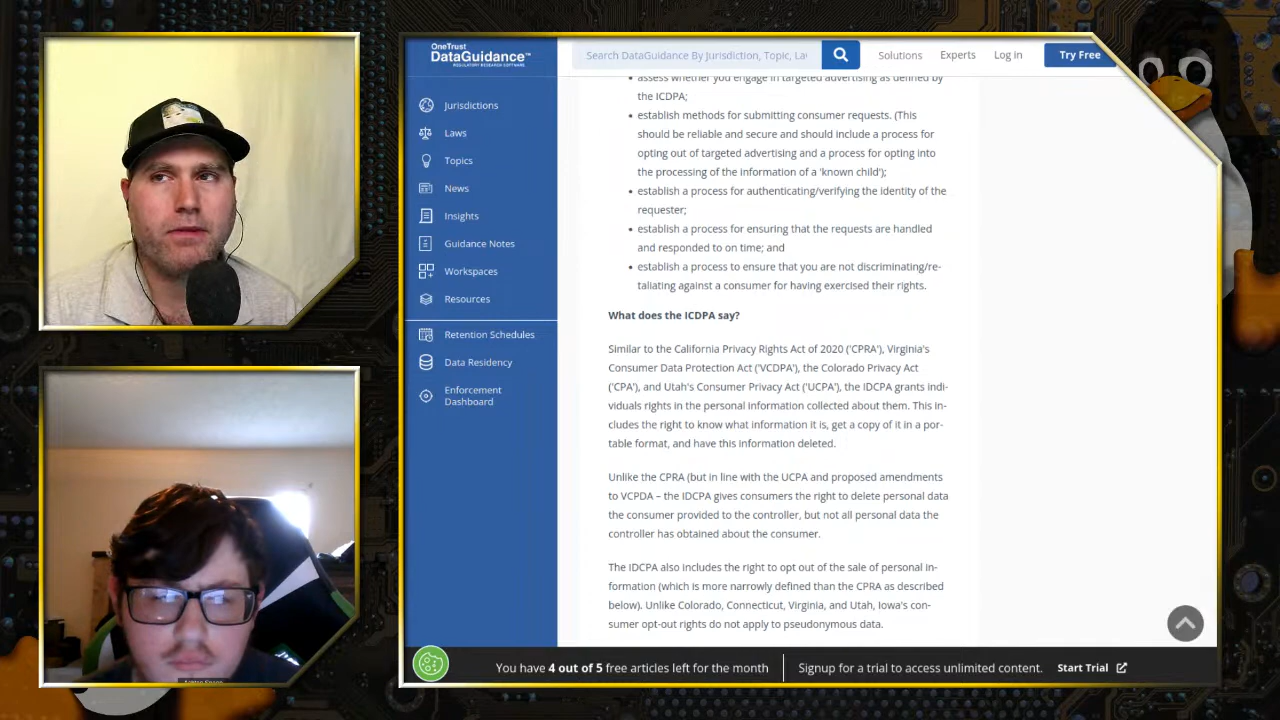 OneTrust
DataGuidance™
REGULATORY RESEARCH SOFTWARE
Search DataGuidance By Jurisdiction, Topic, La
Solutions
Experts
Log in
Try Free
Jurisdictions
Laws
Topics
News
Insights
Guidance Notes
Workspaces
Resources
Retention Schedules
Data Residency
Enforcement
Dashboard
assess whether you engage in targeted advertising as defined by
the ICDPA;
• establish methods for submitting consumer requests. (This
should be reliable and secure and should include a process for
opting out of targeted advertising and a process for opting into
the processing of the information of a 'known child');
• establish a process for authenticating/verifying the identity of the
requester;
• establish a process for ensuring that the requests are handled
and responded to on time; and
• establish a process to ensure that you are not discriminating/re-
taliating against a consumer for having exercised their rights.
What does the ICDPA say?
Similar to the California Privacy Rights Act of 2020 ('CPRA'), Virginia's
Consumer Data Protection Act ('VCDPA'), the Colorado Privacy Act
('CPA'), and Utah's Consumer Privacy Act ('UCPA'), the IDCPA grants indi-
viduals rights in the personal information collected about them. This in-
cludes the right to know what information it is, get a copy of it in a por-
table format, and have this information deleted.
Unlike the CPRA (but in line with the UCPA and proposed amendments
to VCPDA – the IDCPA gives consumers the right to delete personal data
the consumer provided to the controller, but not all personal data the
controller has obtained about the consumer.
The IDCPA also includes the right to opt out of the sale of personal in-
formation (which is more narrowly defined than the CPRA as described
below). Unlike Colorado, Connecticut, Virginia, and Utah, Iowa's con-
sumer opt-out rights do not apply to pseudonymous data.
You have 4 out of 5 free articles left for the month
Signup for a trial to access unlimited content.
Start Trial